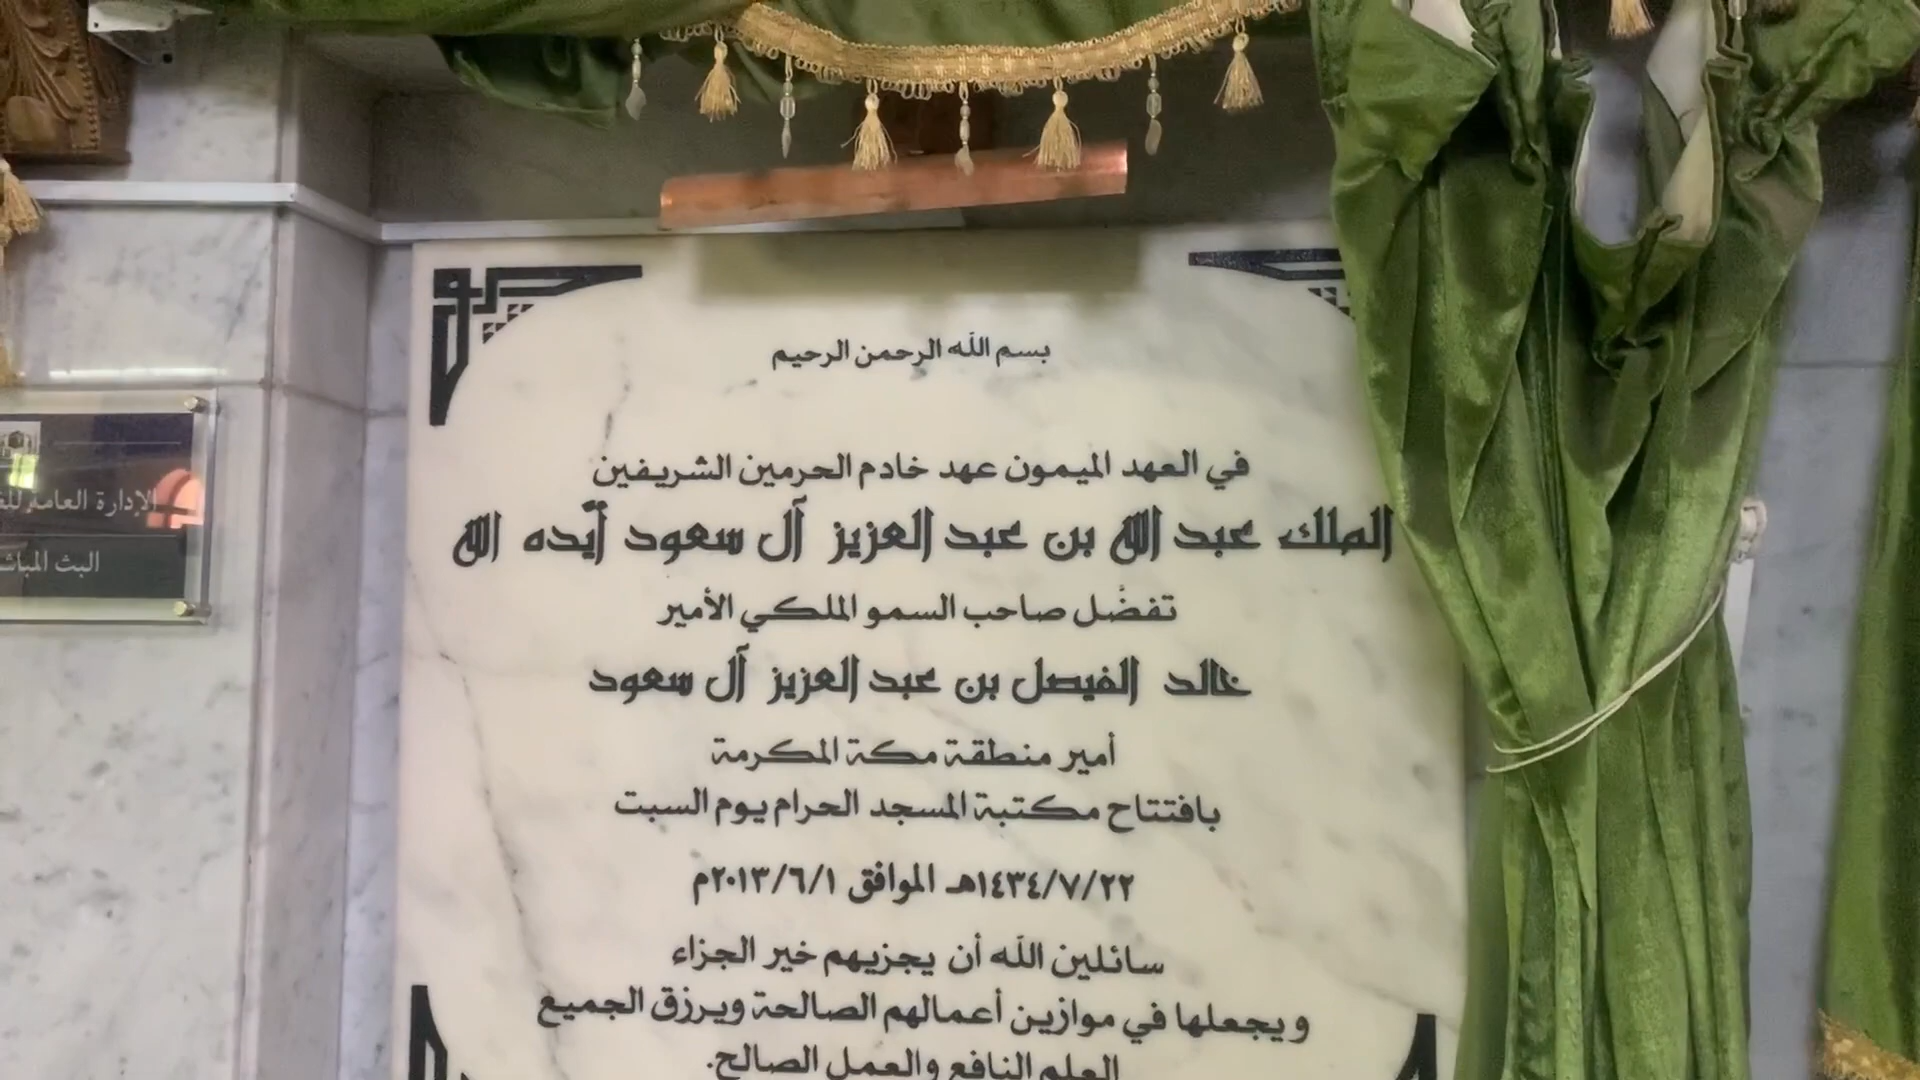 بسم الله الرحمن الرحيم
في العهد الميمون عهد خادم الحرمين الشريفين
الملك عبد الله بن عبد العزيز آل سعود أيَّده الله
تفضَّل صاحب السمو الملكي الأمير
خالد الفيصل بن عبد العزيز آل سعود
أمير منطقة مكة المكرمة
بافتتاح مكتبة المسجد الحرام يوم السبت
١٤٣٤/٧/٢٢هـ الموافق ٢٠١٣/٦/١م
سائلين الله أن يجزيهم خير الجزاء
ويجعلها في موازين أعمالهم الصالحة ويرزق الجميع
العلم النافع والعمل الصالح.
الإدارة العامة
البث